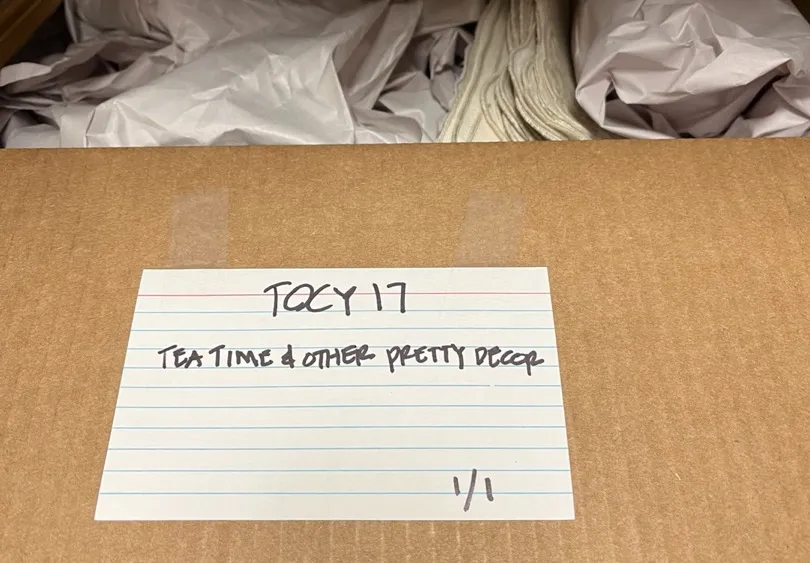 TQCY 17
TEA TIME & OTHER PRETTY DECOR
1/1